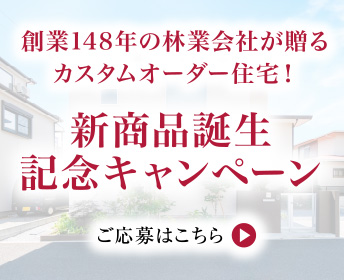 創業148年の林業会社が贈る
カスタムオーダー住宅！
新商品誕生
記念キャンペーン
ご応募はこちら